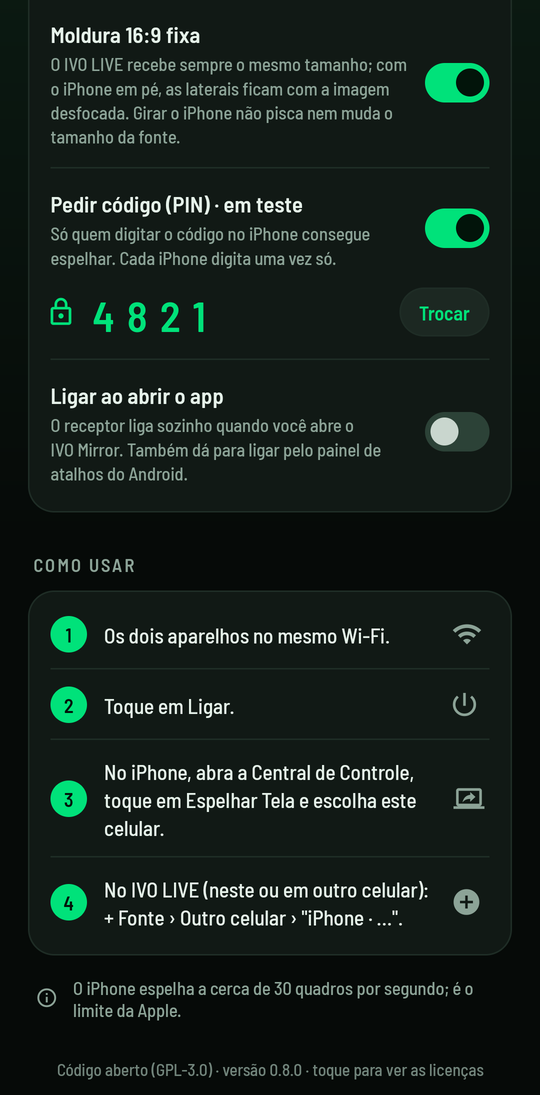 Moldura 16:9 fixa
O IVO LIVE recebe sempre o mesmo tamanho; com
o iPhone em pé, as laterais ficam com a imagem
desfocada. Girar o iPhone não pisca nem muda o
tamanho da fonte.
Pedir código (PIN) · em teste
Só quem digitar o código no iPhone consegue
espelhar. Cada iPhone digita uma vez só.
4821
Trocar
Ligar ao abrir o app
O receptor liga sozinho quando você abre o
IVO Mirror. Também dá para ligar pelo painel de
atalhos do Android.
COMO USAR
1 Os dois aparelhos no mesmo Wi-Fi.
2 Toque em Ligar.
3 No iPhone, abra a Central de Controle,
toque em Espelhar Tela e escolha este
celular.
4 No IVO LIVE (neste ou em outro celular):
+ Fonte › Outro celular › "iPhone · ...".
O iPhone espelha a cerca de 30 quadros por segundo; é o
limite da Apple.
Código aberto (GPL-3.0) · versão 0.8.0 · toque para ver as licenças